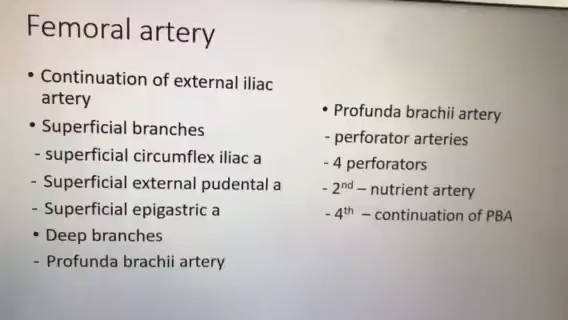 Femoral artery
• Continuation of external iliac
artery
• Superficial branches
- superficial circumflex iliac a
- Superficial external pudental a
- Superficial epigastric a
• Deep branches
- Profunda brachii artery
• Profunda brachii artery
- perforator arteries
- 4 perforators
- 2nd – nutrient artery
- 4th – continuation of PBA